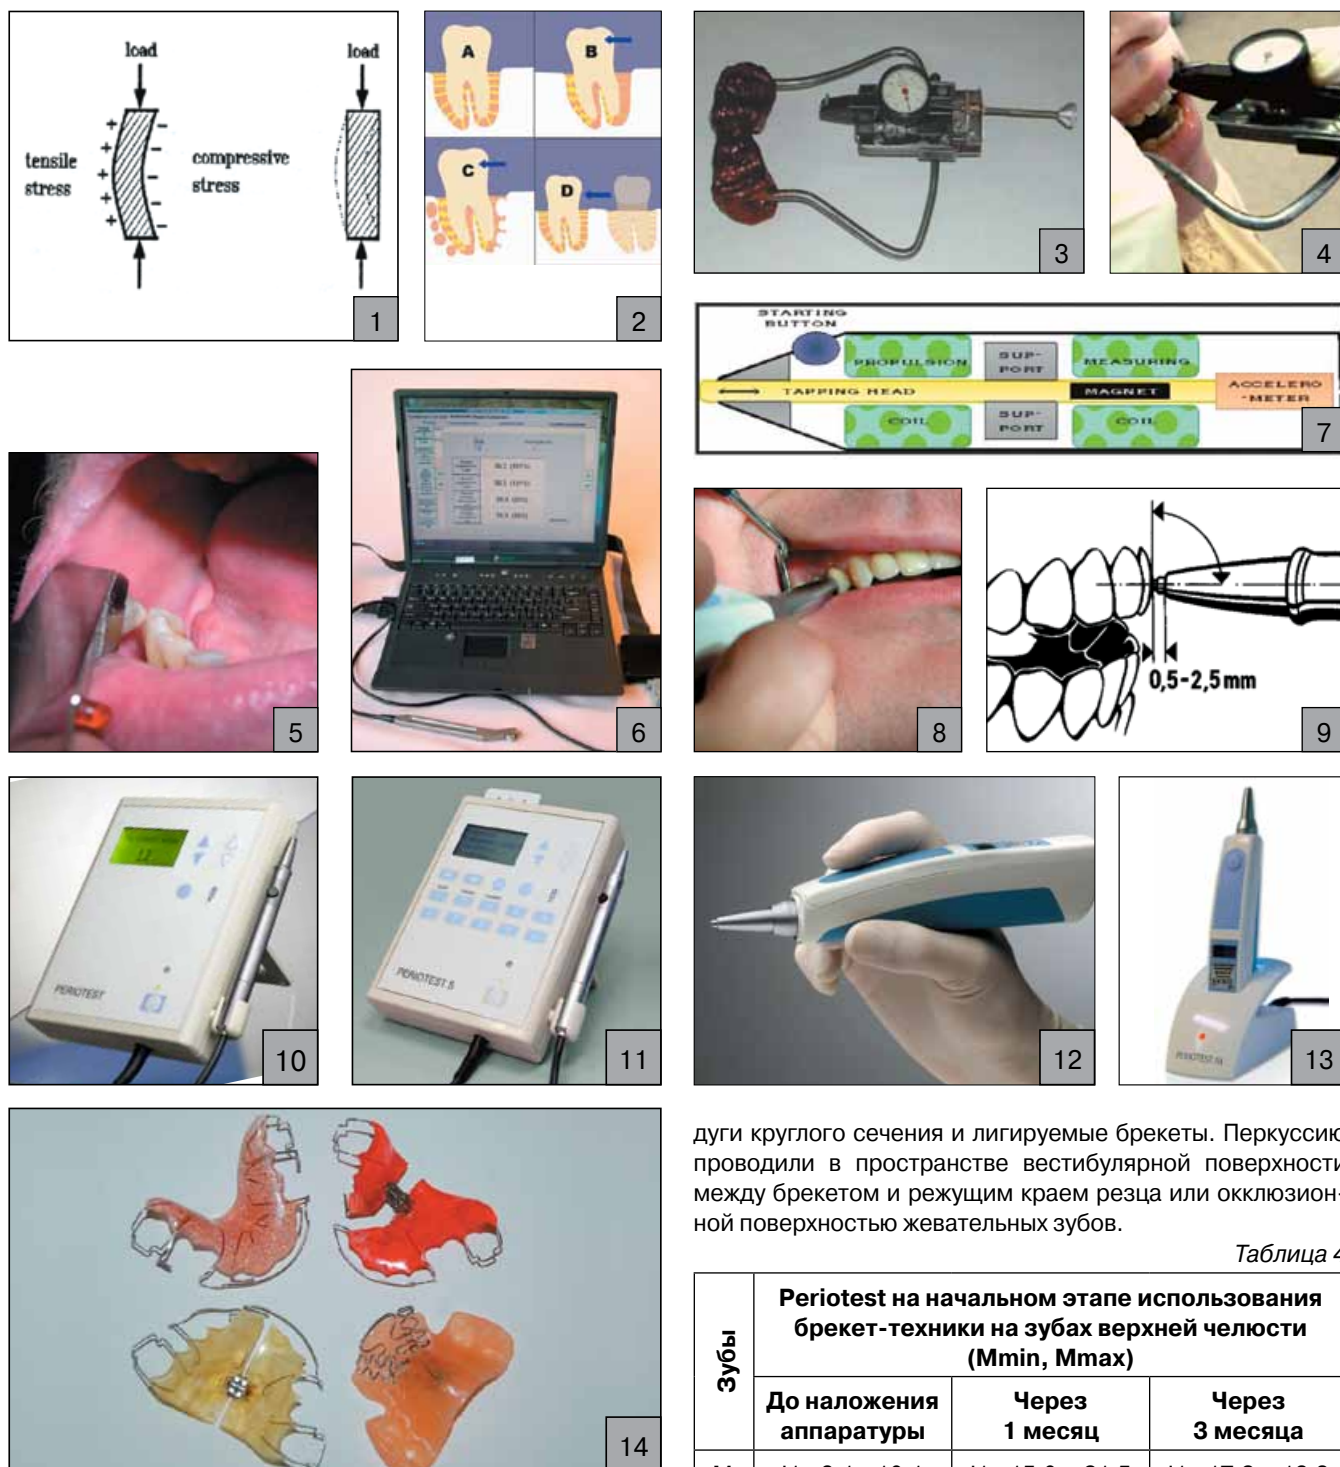 load
load
tensile
stress
compressive
stress
+
+
+
+
+
−
−
−
−
1
A
B
C
D
2
3
4
STARTING
BUTTON
PROPULSION
SUP-
PORT
MEASURING
TAPPING HEAD
MAGNET
ACCELERO
-METER
COIL
SUP-
PORT
COIL
7
5
6
8
0,5-2,5 mm
9
PERIOTEST
10
PERIOTEST S
11
12
PERIOTEST M
13
14
дуги круглого сечения и лигируемые брекеты. Перкуссию
проводили в пространстве вестибулярной поверхности
между брекетом и режущим краем резца или окклюзион-
ной поверхностью жевательных зубов.
Таблица 4
Зубы
Periotest на начальном этапе использования
брекет-техники на зубах верхней челюсти
(Mmin, Mmax)
До наложения
аппаратуры
Через
1 месяц
Через
3 месяца